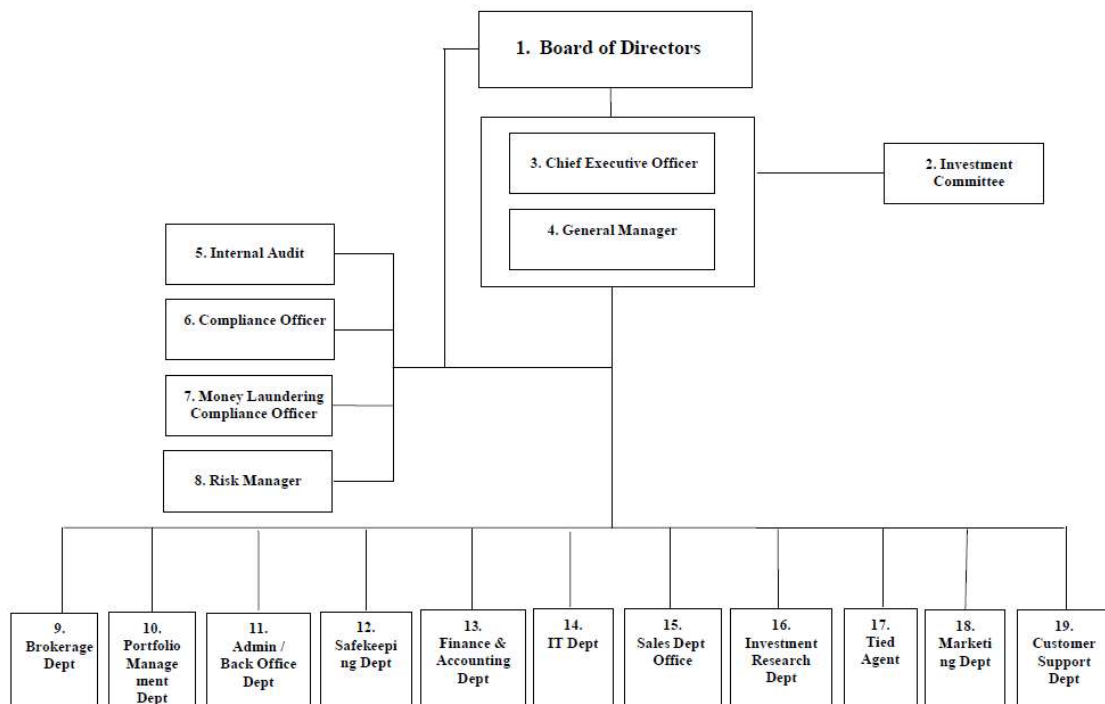 1. Board of Directors
3. Chief Executive Officer
2. Investment
Committee
4. General Manager
5. Internal Audit
6. Compliance Officer
7. Money Laundering
Compliance Officer
8. Risk Manager
9.
Brokerage
Dept
10.
Portfolio
Manage
ment
Dept
11.
Admin /
Back Office
Dept
12.
Safekeepi
ng Dept
13.
Finance &
Accounting
Dept
14.
IT Dept
15.
Sales Dept
Office
16.
Investment
Research
Dept
17.
Tied
Agent
18.
Marketi
ng Dept
19.
Customer
Support
Dept